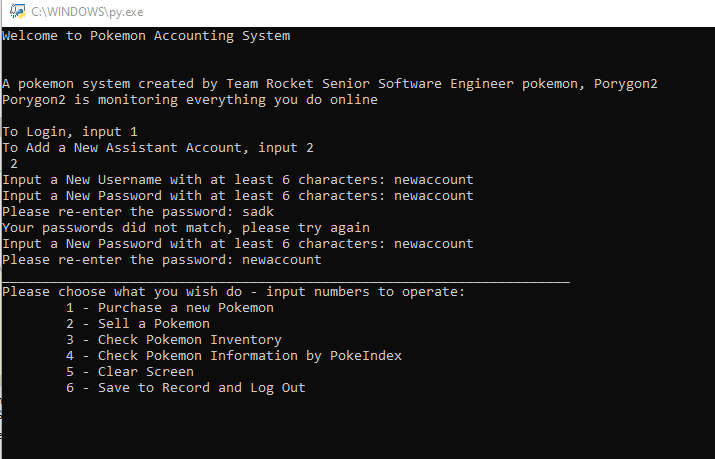 C:\WINDOWS\py.exe
Welcome to Pokemon Accounting System
A pokemon system created by Team Rocket Senior Software Engineer pokemon, Porygon2
Porygon2 is monitoring everything you do online
To Login, input 1
To Add a New Assistant Account, input 2
2
Input a New Username with at least 6 characters: newaccount
Input a New Password with at least 6 characters: newaccount
Please re-enter the password: sadk
Your passwords did not match, please try again
Input a New Password with at least 6 characters: newaccount
Please re-enter the password: newaccount
Please choose what you wish do - input numbers to operate:
1 - Purchase a new Pokemon
2 - Sell a Pokemon
3 - Check Pokemon Inventory
4 - Check Pokemon Information by PokeIndex
5 - Clear Screen
6 - Save to Record and Log Out